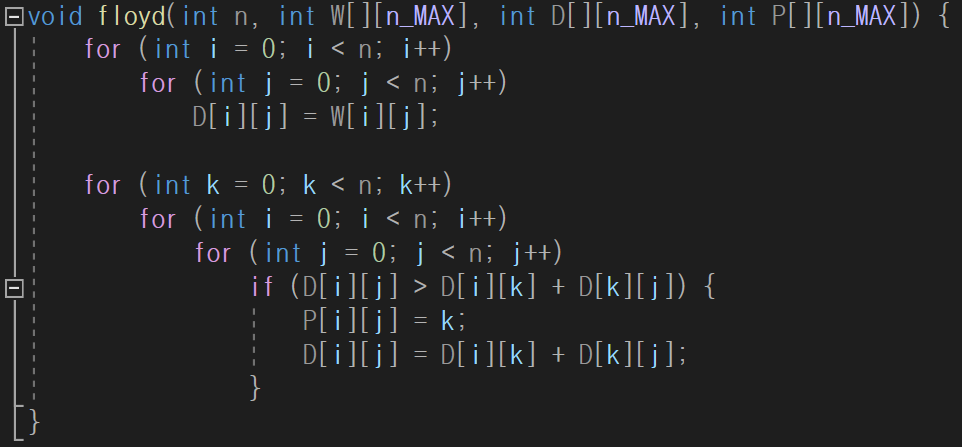 void floyd(int n, int W[][n_MAX], int D[][n_MAX], int P[][n_MAX]) {
    for (int i = 0; i < n; i++)
        for (int j = 0; j < n; j++)
            D[i][j] = W[i][j];

    for (int k = 0; k < n; k++)
        for (int i = 0; i < n; i++)
            for (int j = 0; j < n; j++)
                if (D[i][j] > D[i][k] + D[k][j]) {
                    P[i][j] = k;
                    D[i][j] = D[i][k] + D[k][j];
                }
}